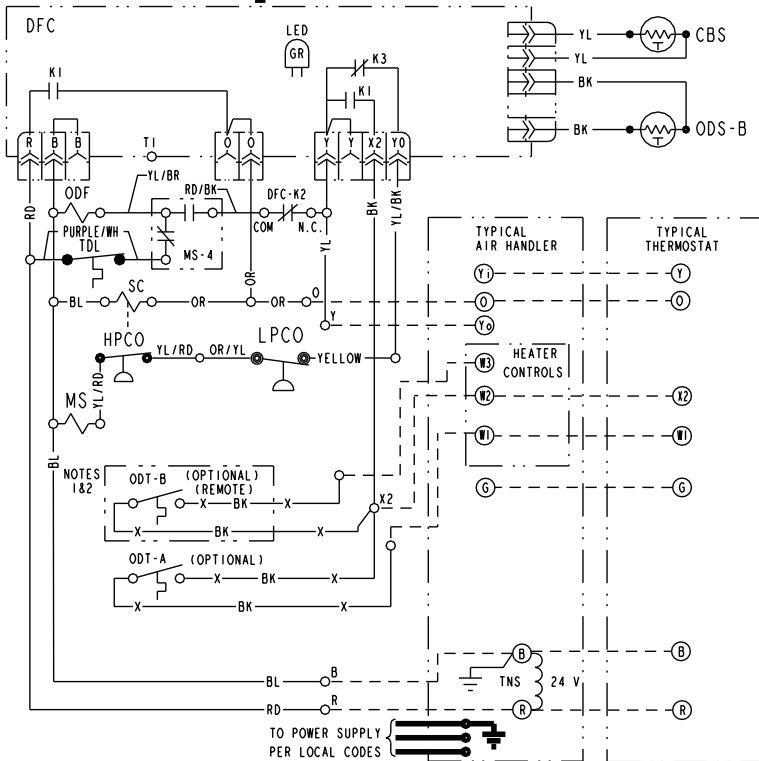 DFC
LED
GR
K1
K3
K1
YL
CBS
YL
BK
BK
ODS-B
R B B
T1
O O
Y Y X2 YO
YL/BR
ODF
RD/BK
DFC-K2
RD
PURPLE/WH
TDL
MS-4
COM
N.C.
YL
BK
YL/BK
TYPICAL
AIR HANDLER
TYPICAL
THERMOSTAT
Yi
Y
OR
BL
SC
OR
OR
O
O
O
Y
Yo
HPCO
YL/RD
OR/YL
LPCO
YELLOW
HEATER
CONTROLS
W3
YL/RD
MS
W2
X2
W1
W1
BL
NOTES
1&2
ODT-B
(OPTIONAL)
(REMOTE)
X BK X
X2
G
G
X BK X
ODT-A
(OPTIONAL)
X BK X
X BK X
BL
B
B
B
TNS
24 V
RD
R
R
R
TO POWER SUPPLY
PER LOCAL CODES